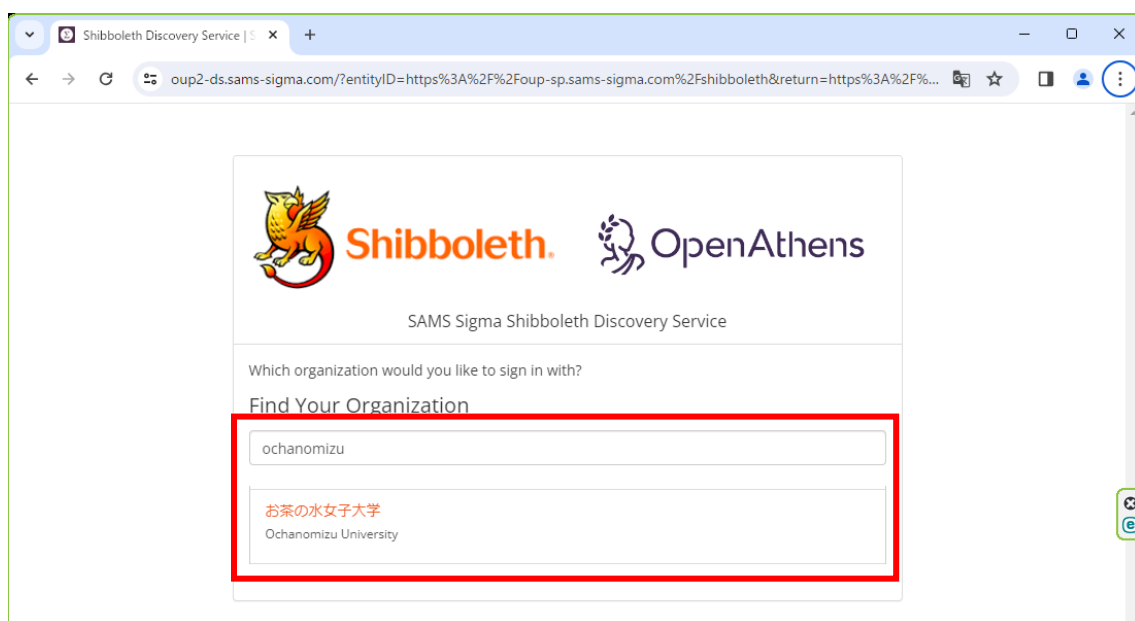 Shibboleth Discovery Service | S
oup2-ds.sams-sigma.com/?entityID=https%3A%2F%2Foup-sp.sams-sigma.com%2Fshibboleth&return=https%3A%2F%...
Shibboleth.
OpenAthens
SAMS Sigma Shibboleth Discovery Service
Which organization would you like to sign in with?
Find Your Organization
ochanomizu
お茶の水女子大学
Ochanomizu University